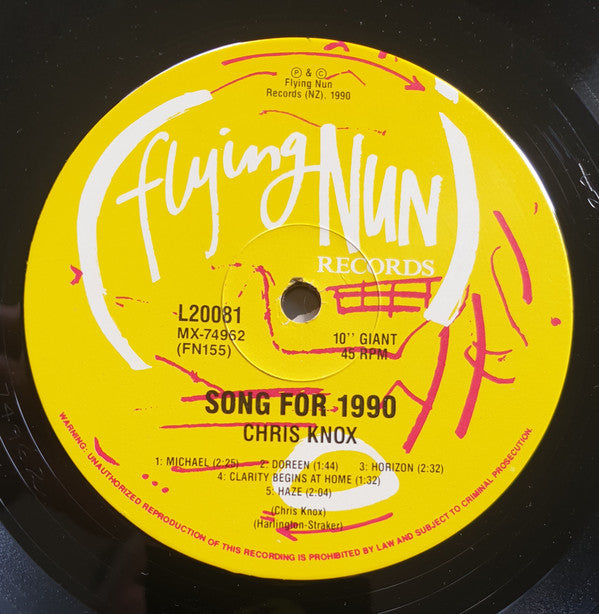 Ⓟ & ©
Flying Nun
Records (NZ). 1990
flying NUN
RECORDS
L20081
MX-74962
(FN155)
10'' GIANT
45 RPM
SONG FOR 1990
CHRIS KNOX
1: MICHAEL (2:25) 2: DOREEN (1:44) 3: HORIZON (2:32)
4: CLARITY BEGINS AT HOME (1:32)
5: HAZE (2:04)
(Chris Knox)
(Harlington-Straker)
WARNING: UNAUTHORIZED REPRODUCTION OF THIS RECORDING IS PROHIBITED BY LAW AND SUBJECT TO CRIMINAL PROSECUTION.